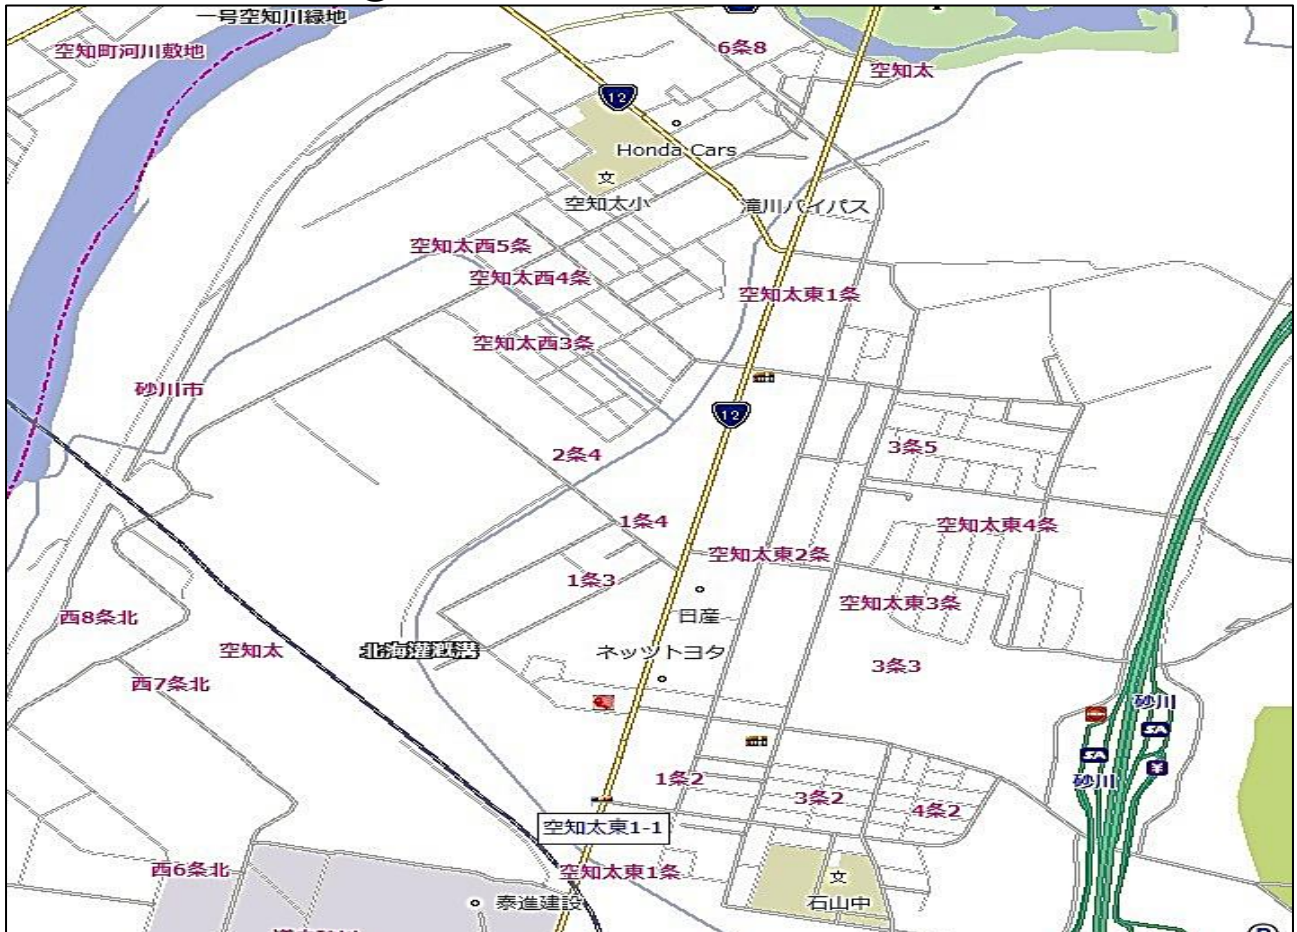 一号空知川緑地
空知町河川敷地
6条8
空知太
12
Honda Cars
文
空知太小
滝川バイパス
空知太西5条
空知太西4条
空知太東1条
空知太西3条
砂川市
12
3条5
2条4
1条4
空知太東4条
空知太東2条
1条3
空知太東3条
日産
西8条北
空知太
北海灌漑溝
ネッツトヨタ
3条3
西7条北
砂川
SA
SA
¥
砂川
1条2
3条2
4条2
空知太東1-1
西6条北
空知太東1条
文
泰進建設
石山中